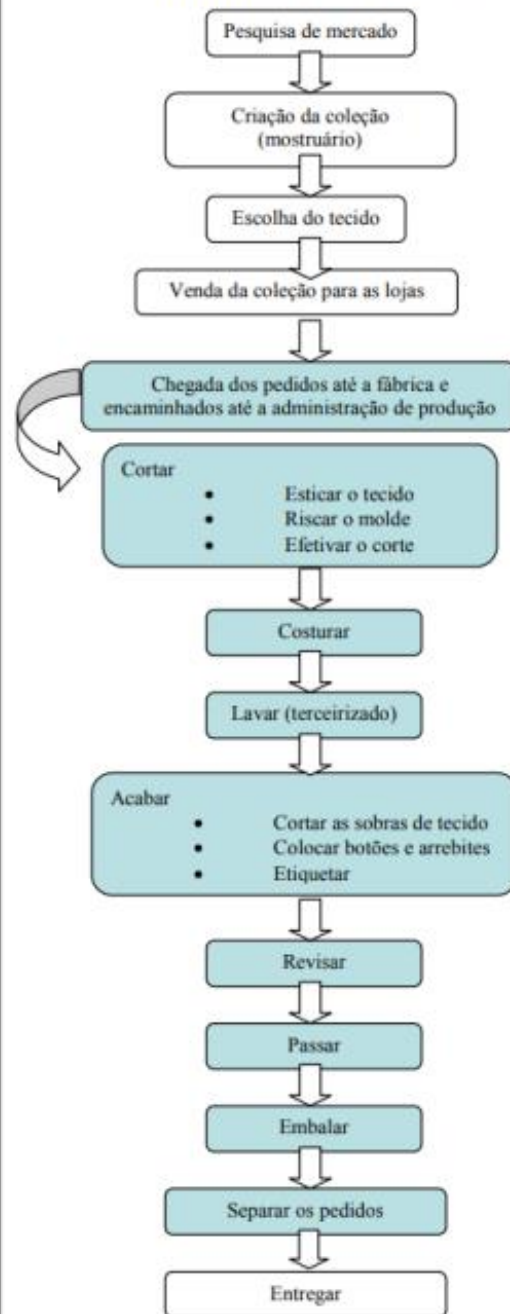 Pesquisa de mercado
Criação da coleção
(mostruário)
Escolha do tecido
Venda da coleção para as lojas
Chegada dos pedidos até a fábrica e
encaminhados até a administração de produção
Cortar
• Esticar o tecido
• Riscar o molde
• Efetivar o corte
Costurar
Lavar (terceirizado)
Acabar
• Cortar as sobras de tecido
• Colocar botões e arrebites
• Etiquetar
Revisar
Passar
Embalar
Separar os pedidos
Entregar